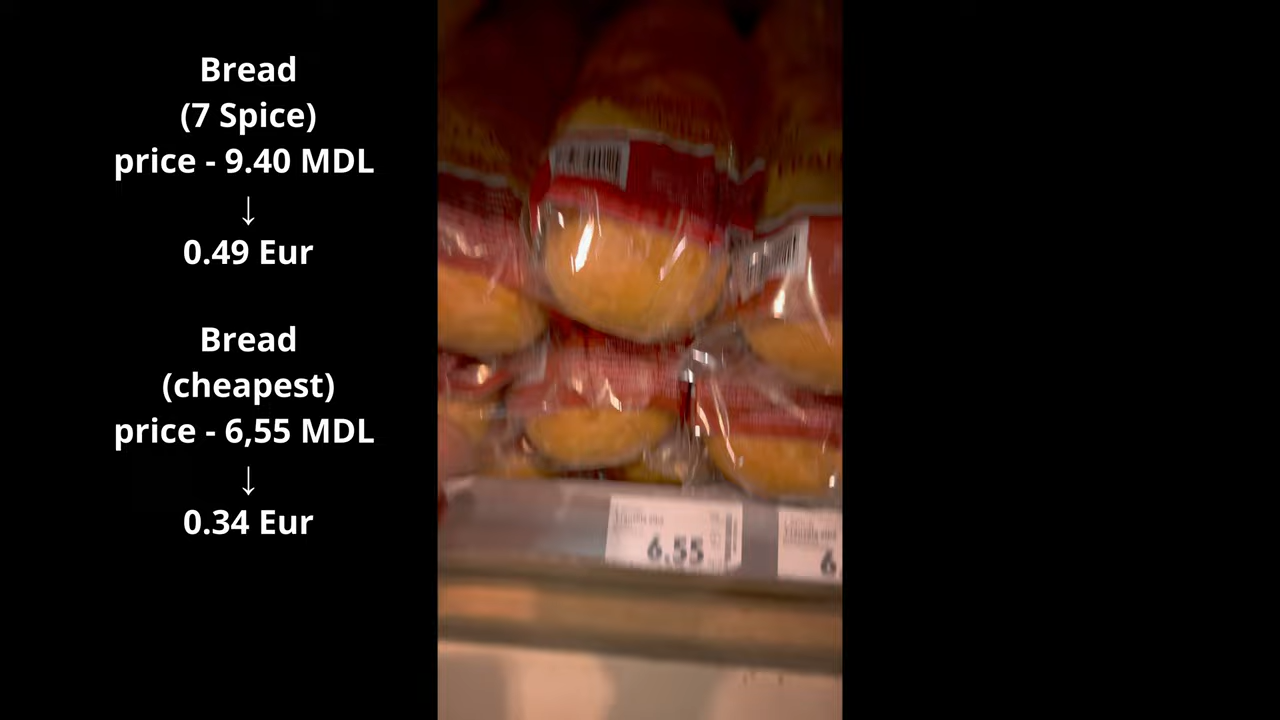 Bread
(7 Spice)
price - 9.40 MDL
↓
0.49 Eur
Bread
(cheapest)
price - 6,55 MDL
↓
0.34 Eur
6.55
6